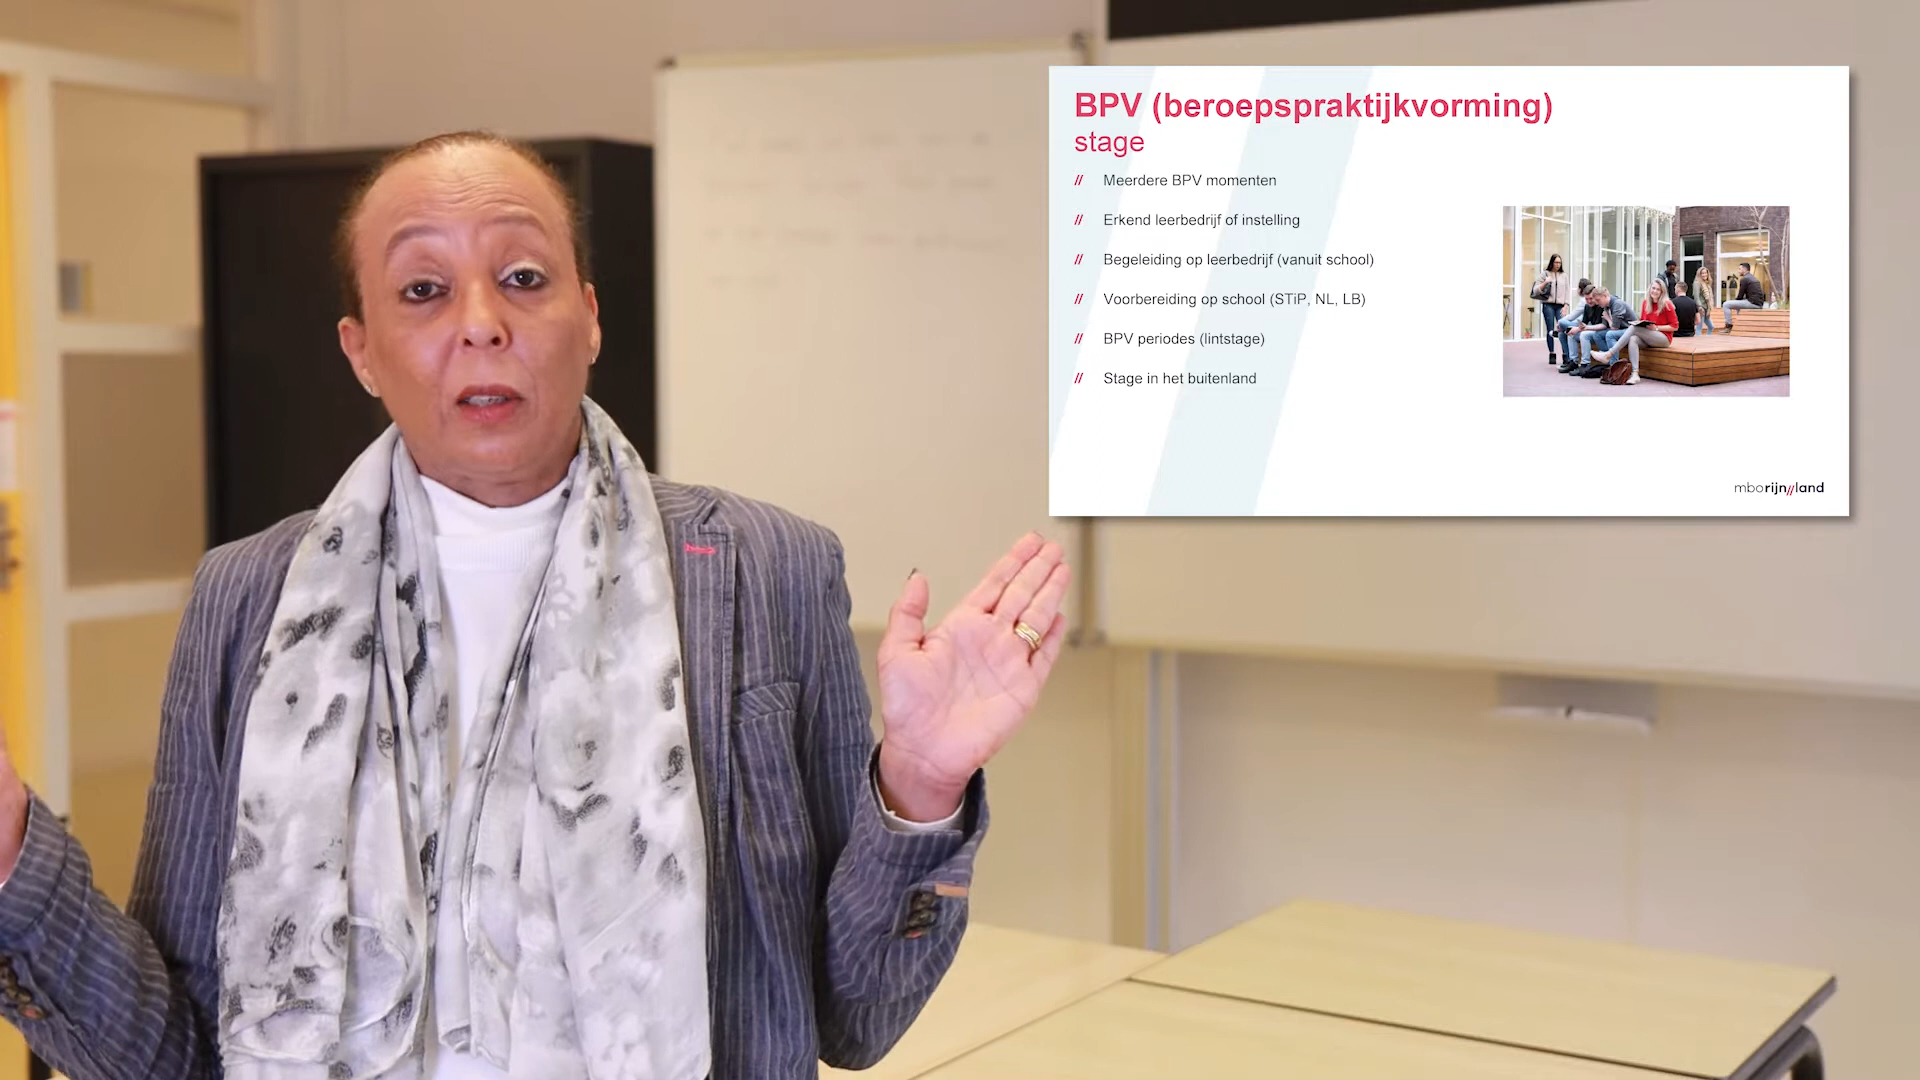 BPV (beroepspraktijkvorming)
stage
// Meerdere BPV momenten
// Erkend leerbedrijf of instelling
// Begeleiding op leerbedrijf (vanuit school)
// Voorbereiding op school (STiP, NL, LB)
// BPV periodes (lintstage)
// Stage in het buitenland
mborijn//land